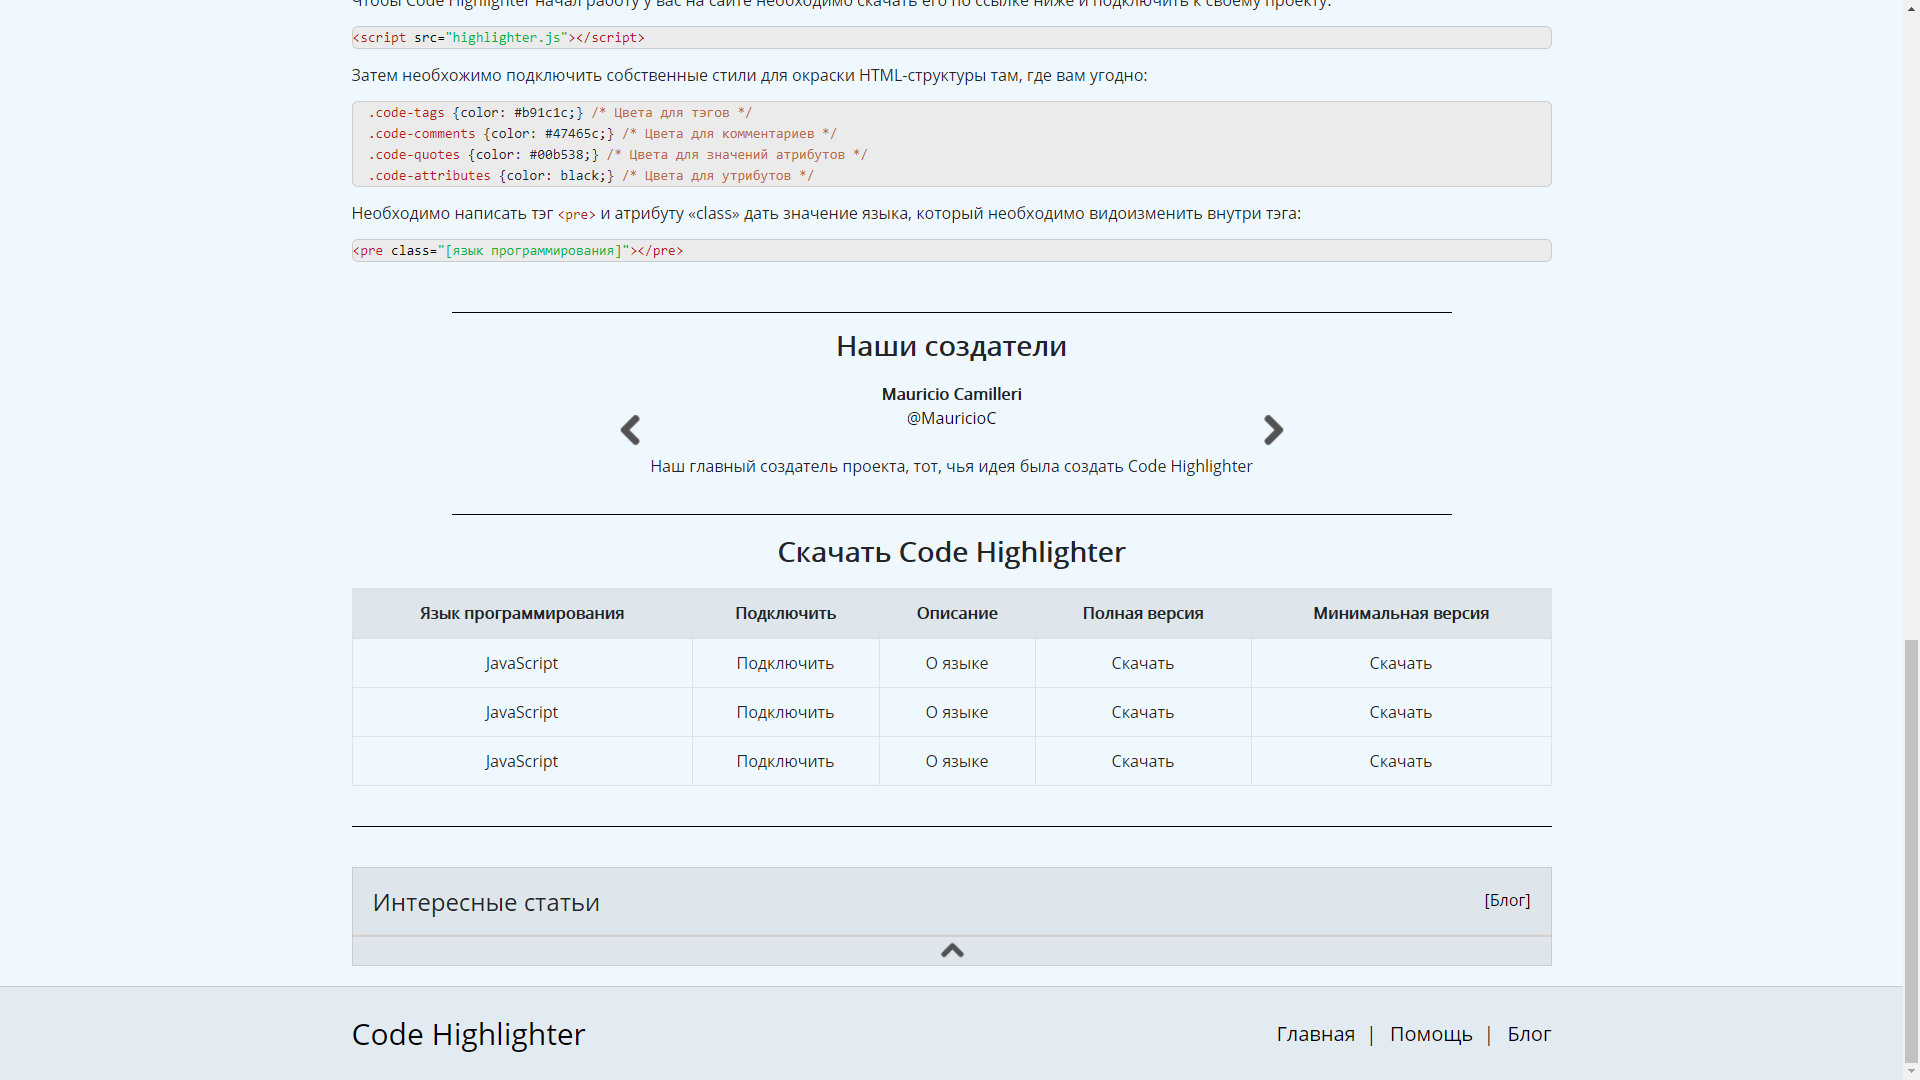 Чтобы Code Highlighter начал работу у вас на сайте необходимо скачать его по ссылке ниже и подключить к своему проекту:
<script src="highlighter.js"></script>
Затем необхожимо подключить собственные стили для окраски HTML-структуры там, где вам угодно:
.code-tags {color: #b91c1c;} /* Цвета для тэгов */
.code-comments {color: #47465c;} /* Цвета для комментариев */
.code-quotes {color: #00b538;} /* Цвета для значений атрибутов */
.code-attributes {color: black;} /* Цвета для утрибутов */
Необходимо написать тэг <pre> и атрибуту «class» дать значение языка, который необходимо видоизменить внутри тэга:
<pre class="[язык программирования]"></pre>
Наши создатели
Mauricio Camilleri
@MauricioC
Наш главный создатель проекта, тот, чья идея была создать Code Highlighter
Скачать Code Highlighter
Язык программирования Подключить Описание Полная версия Минимальная версия
JavaScript Подключить О языке Скачать Скачать
JavaScript Подключить О языке Скачать Скачать
JavaScript Подключить О языке Скачать Скачать
Интересные статьи [Блог]
Code Highlighter Главная | Помощь | Блог